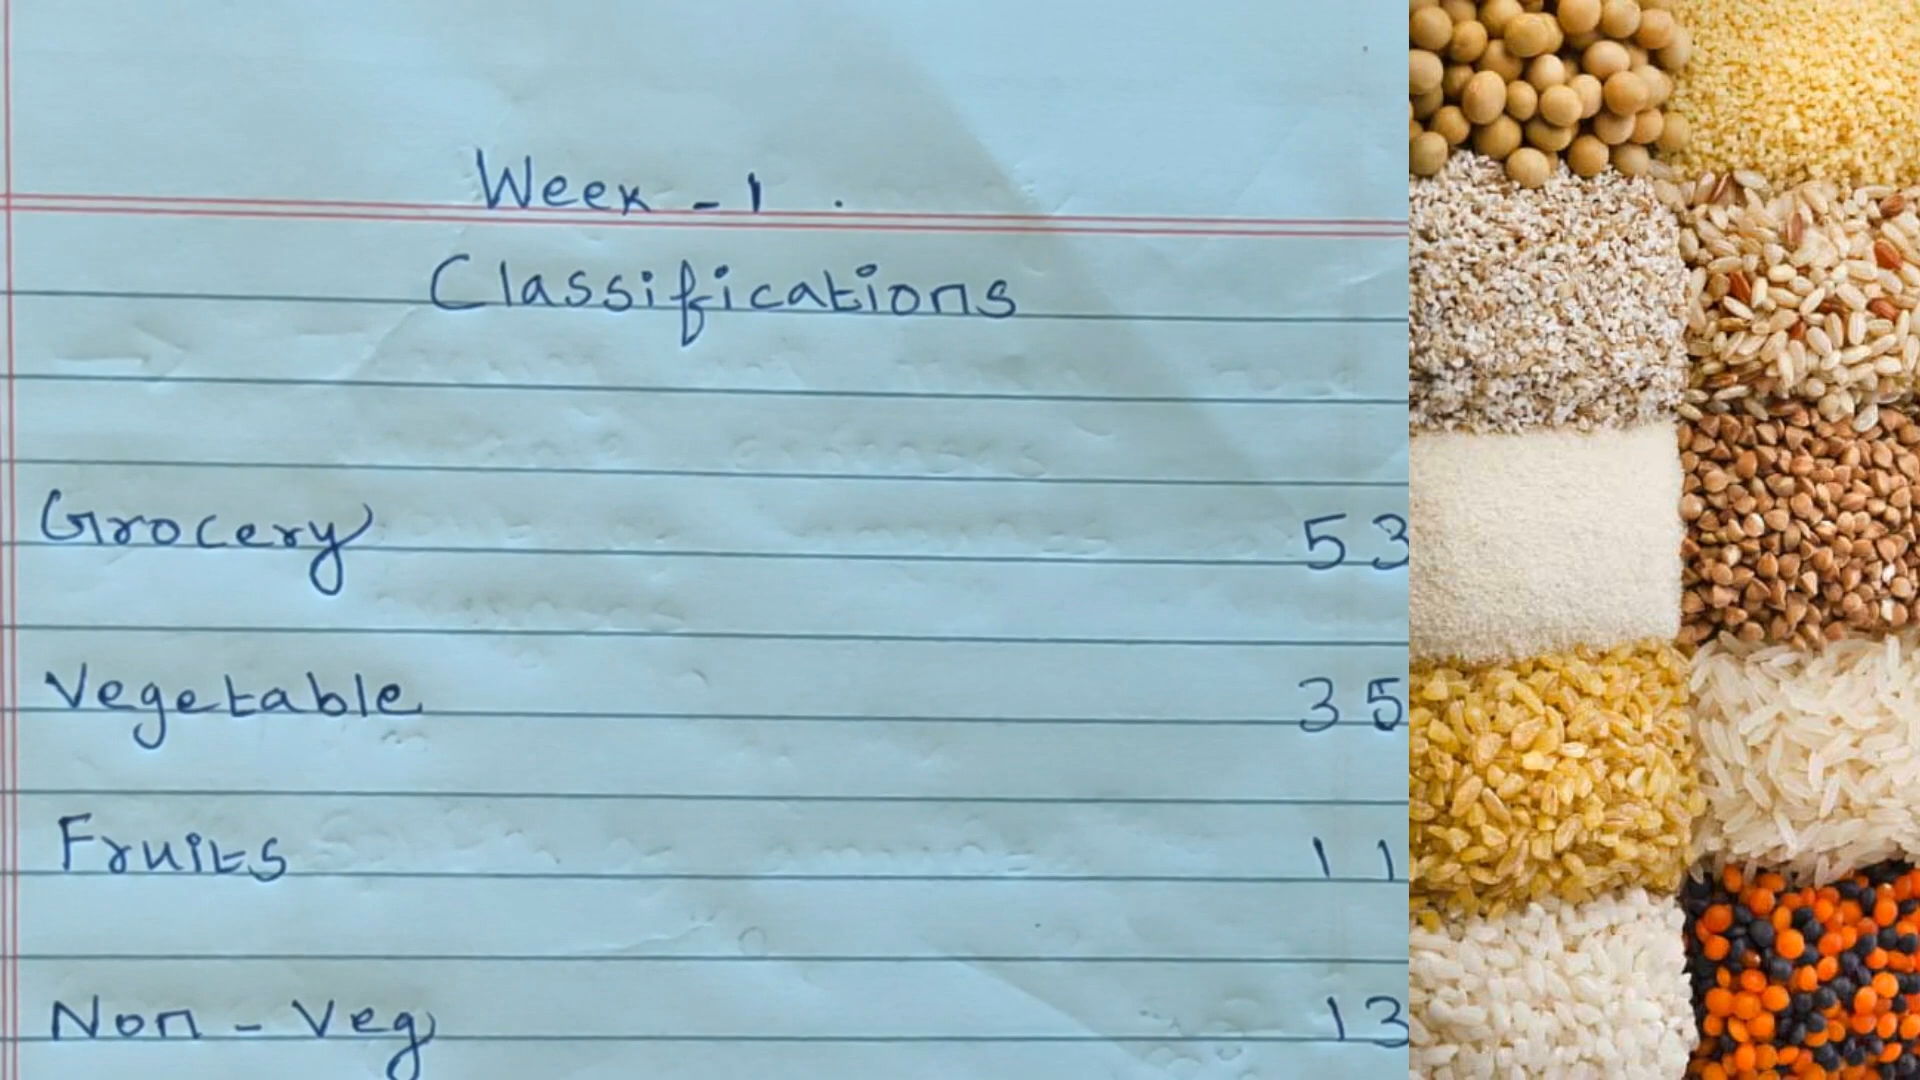 Week - 1 .
Classifications
Grocery 53
Vegetable 35
Fruits 11
Non - Veg 13